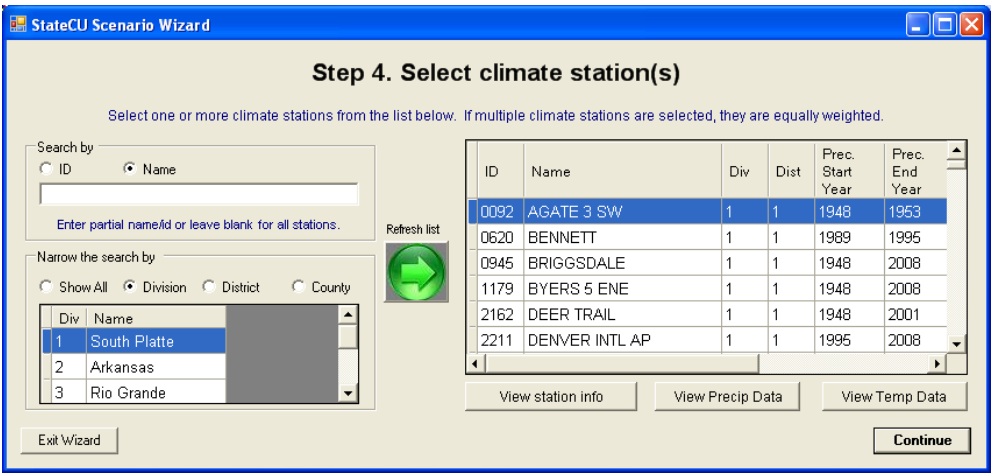 StateCU Scenario Wizard
Step 4. Select climate station(s)
Select one or more climate stations from the list below. If multiple climate stations are selected, they are equally weighted.
Search by
ID Name
Enter partial name/id or leave blank for all stations.
Narrow the search by
Show All Division District County
Div Name
1 South Platte
2 Arkansas
3 Rio Grande
Refresh list
ID Name Div Dist Prec. Start Year Prec. End Year
0092 AGATE 3 SW 1 1 1948 1953
0620 BENNETT 1 1 1989 1995
0945 BRIGGSDALE 1 1 1948 2008
1179 BYERS 5 ENE 1 1 1948 2008
2162 DEER TRAIL 1 1 1948 2001
2211 DENVER INTL AP 1 1 1995 2008
View station info View Precip Data View Temp Data
Exit Wizard Continue